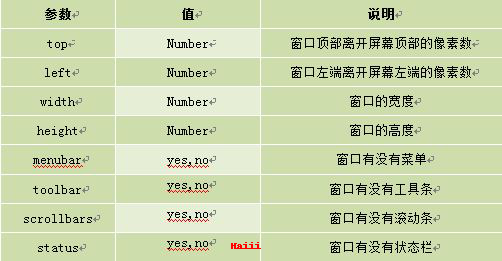 参数 值 说明
top Number 窗口顶部离开屏幕顶部的像素数
left Number 窗口左端离开屏幕左端的像素数
width Number 窗口的宽度
height Number 窗口的高度
menubar yes,no 窗口有没有菜单
toolbar yes,no 窗口有没有工具条
scrollbars yes,no 窗口有没有滚动条
status yes,no Maiii 窗口有没有状态栏